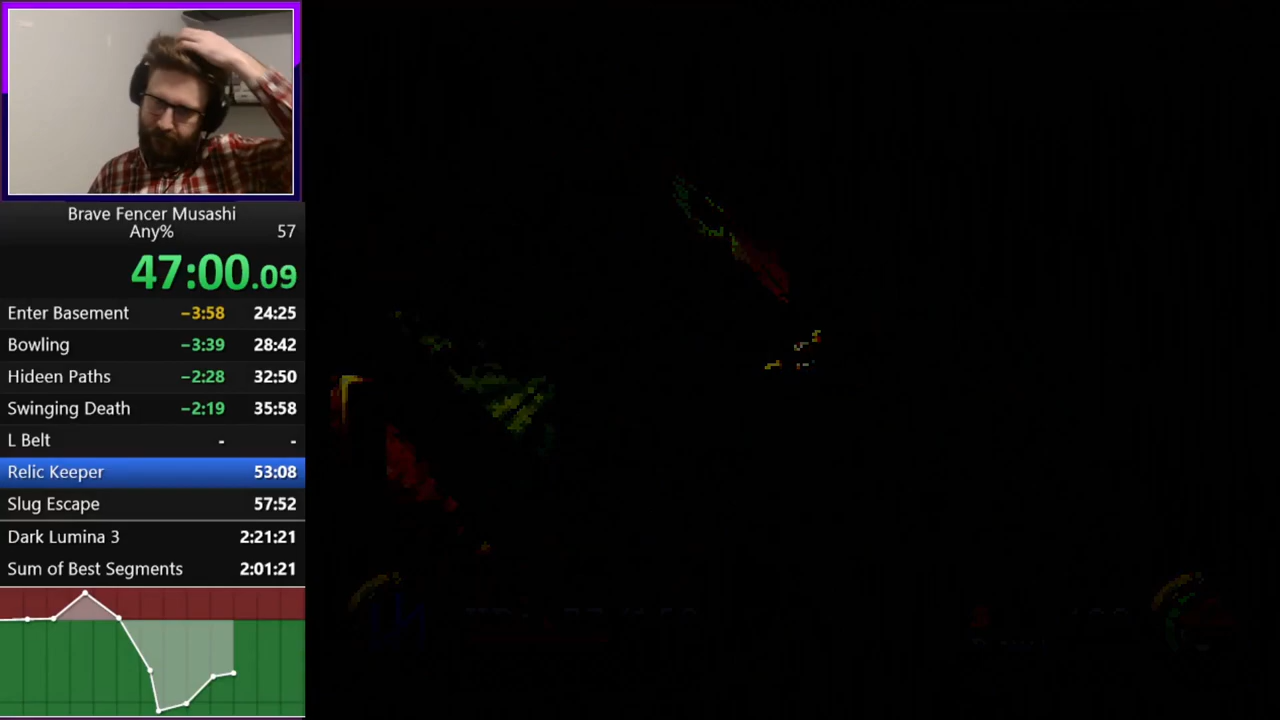 Brave Fencer Musashi
Any% 57
47:00.09
Enter Basement -3:58 24:25
Bowling -3:39 28:42
Hideen Paths -2:28 32:50
Swinging Death -2:19 35:58
L Belt - -
Relic Keeper 53:08
Slug Escape 57:52
Dark Lumina 3 2:21:21
Sum of Best Segments 2:01:21